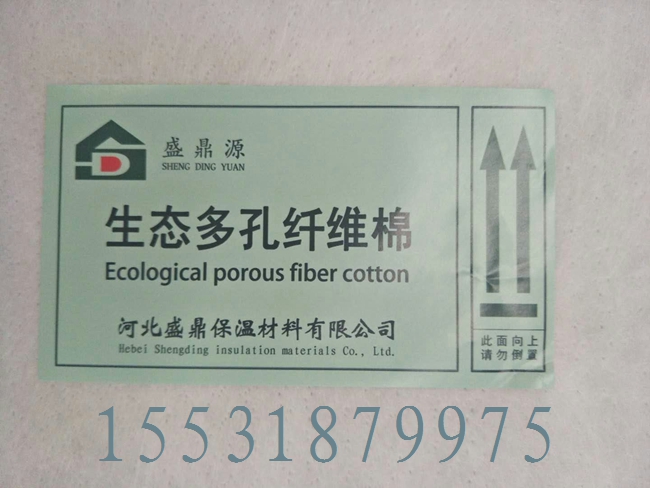 盛鼎源
SHENG DING YUAN
生态多孔纤维棉
Ecological porous fiber cotton
河北盛鼎保温材料有限公司
Hebei Shengding insulation materials Co., Ltd.
此面向上
请勿倒置
15531879975